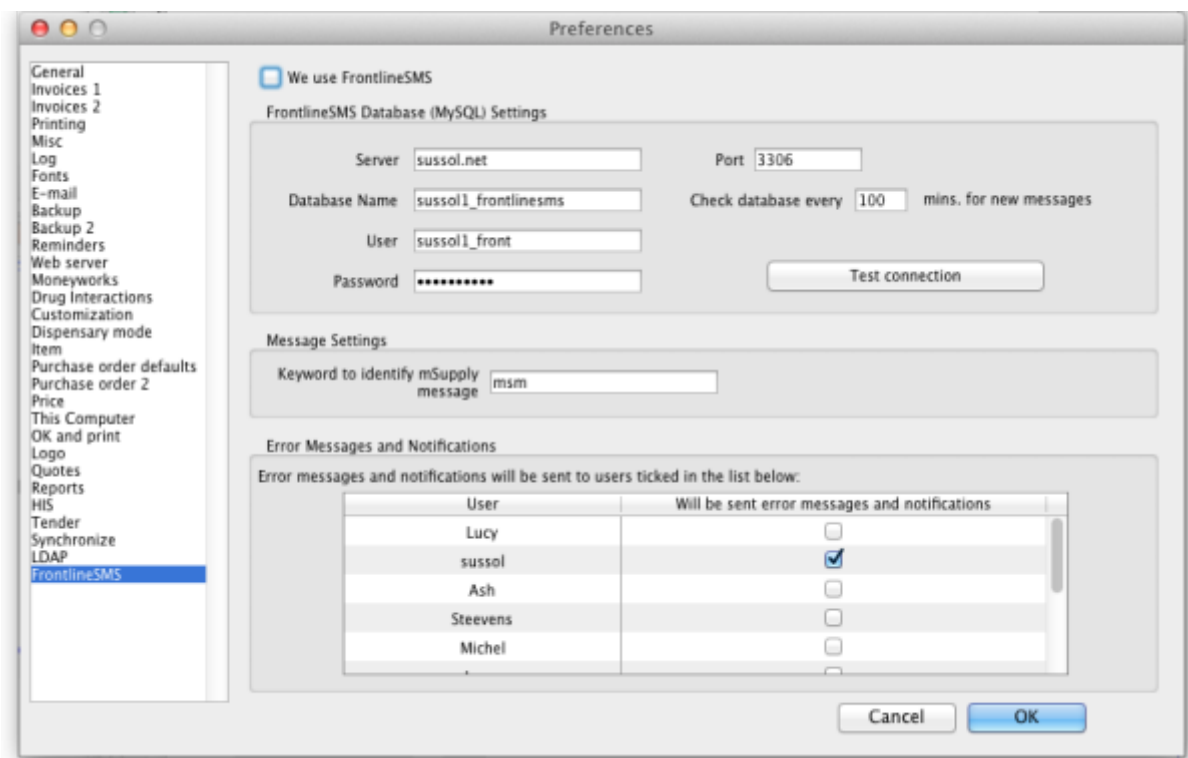 Preferences
General
Invoices 1
Invoices 2
Printing
Misc
Log
Fonts
E-mail
Backup
Backup 2
Reminders
Web server
Moneyworks
Drug Interactions
Customization
Dispensary mode
Item
Purchase order defaults
Purchase order 2
Price
This Computer
OK and print
Logo
Quotes
Reports
HIS
Tender
Synchronize
LDAP
FrontlineSMS
We use FrontlineSMS
FrontlineSMS Database (MySQL) Settings
Server sussol.net Port 3306
Database Name sussol1_frontlinesms Check database every 100 mins. for new messages
User sussol1_front
Password ••••••••••
Test connection
Message Settings
Keyword to identify mSupply
message msm
Error Messages and Notifications
Error messages and notifications will be sent to users ticked in the list below:
User Will be sent error messages and notifications
Lucy
sussol
Ash
Steevens
Michel
Cancel OK